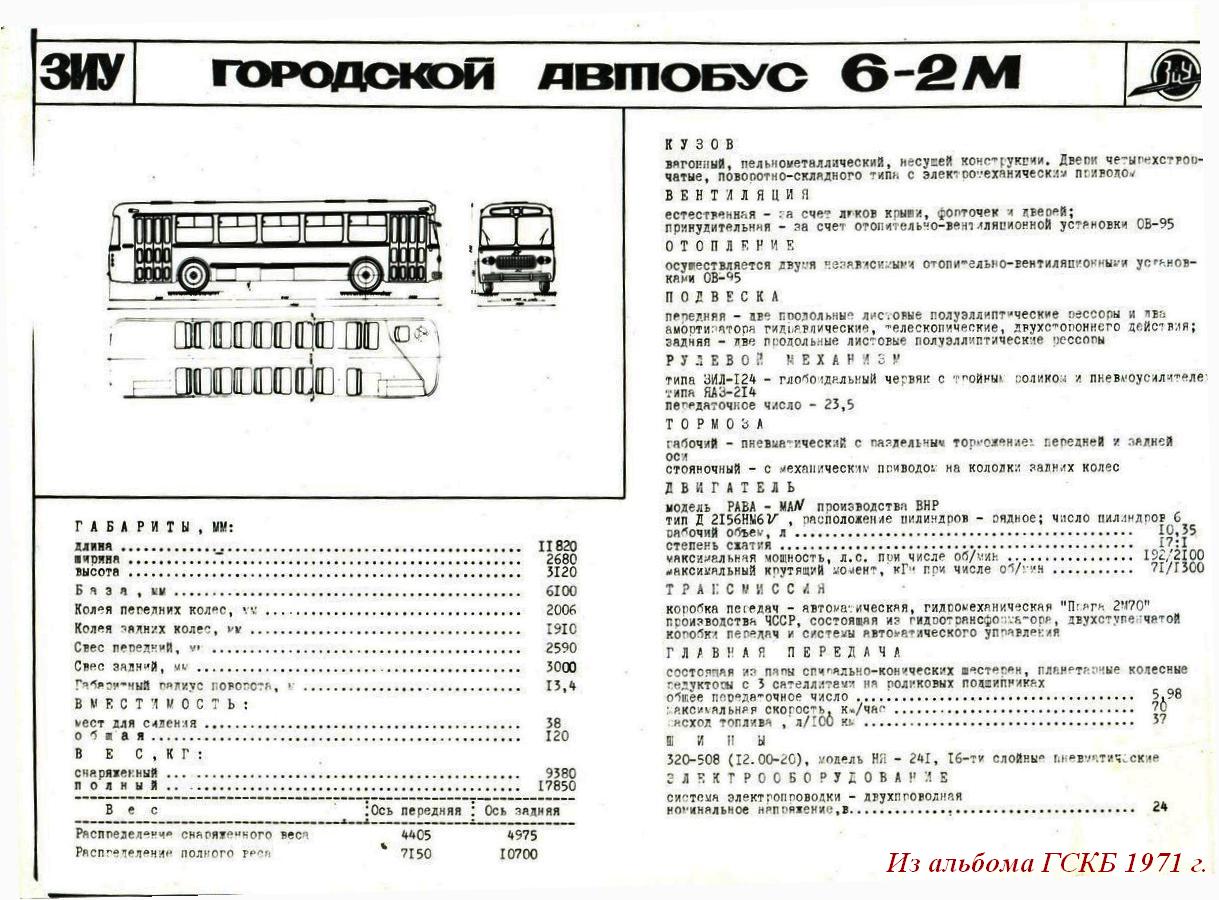 ЗИУ
ГОРОДСКОЙ АВТОБУС 6-2М
ЗиУ
КУЗОВ
вагонный, цельнометаллический, несущей конструкции. Двери четырехствор-
чатые, поворотно-складного типа с электромеханическим приводом
ВЕНТИЛЯЦИЯ
естественная - за счет люков крыши, форточек и дверей;
принудительная - за счет отопительно-вентиляционной установки ОВ-95
ОТОПЛЕНИЕ
осуществляется двумя независимыми отопительно-вентиляционными установ-
ками ОВ-95
ПОДВЕСКА
передняя - две продольные листовые полуэллиптические рессоры и два
амортизатора гидравлические, телескопические, двухстороннего действия;
задняя - две продольные листовые полуэллиптические рессоры
РУЛЕВОЙ МЕХАНИЗМ
типа ЗИЛ-124 - глобоидальный червяк с тройным роликом и пневмоусилителе
типа ЯАЗ-214
передаточное число - 23,5
ТОРМОЗА
рабочий - пневматический с раздельным торможением передней и задней
оси
стояночный - с механическим приводом на колодки задних колес
ДВИГАТЕЛЬ
модель РАБА - МАN производства ВНР
тип Д 2156НМ6V, расположение цилиндров - рядное; число цилиндров 6
рабочий объем, л ........ 10,35
степень сжатия ........ 17:1
максимальная мощность, л.с. при числе об/мин ........ 192/2100
максимальный крутящий момент, кГм при числе об/мин ........ 71/1300
ТРАНСМИССИЯ
коробка передач - автоматическая, гидромеханическая "Прага 2М70"
производства ЧССР, состоящая из гидротрансформатора, двухступенчатой
коробки передач и системы автоматического управления
ГЛАВНАЯ ПЕРЕДАЧА
состоящая из пары спирально-конических шестерен, планетарные колесные
редукторы с 3 сателлитами на роликовых подшипниках
общее передаточное число ........ 5,98
максимальная скорость, км/час ........ 70
расход топлива, л/100 км ........ 37
ШИНЫ
320-508 (12.00-20), модель НЯ - 241, 16-ти слойные пневматические
ЭЛЕКТРООБОРУДОВАНИЕ
система электропроводки - двухпроводная
номинальное напряжение,в........ 24
ГАБАРИТЫ, ММ:
длина ........ 11820
ширина ........ 2680
высота ........ 3120
База, мм ........ 6100
Колея передних колес, мм ........ 2006
Колея задних колес, мм ........ 1910
Свес передний, мм ........ 2590
Свес задний, мм ........ 3000
Габаритный радиус поворота, м ........ 13,4
ВМЕСТИМОСТЬ:
мест для сидения ........ 38
общая ........ 120
ВЕС, КГ:
снаряженный ........ 9380
полный ........ 17850
Вес Ось передняя Ось задняя
Распределение снаряженного веса 4405 4975
Распределение полного веса 7150 10700
Из альбома ГСКБ 1971 г.